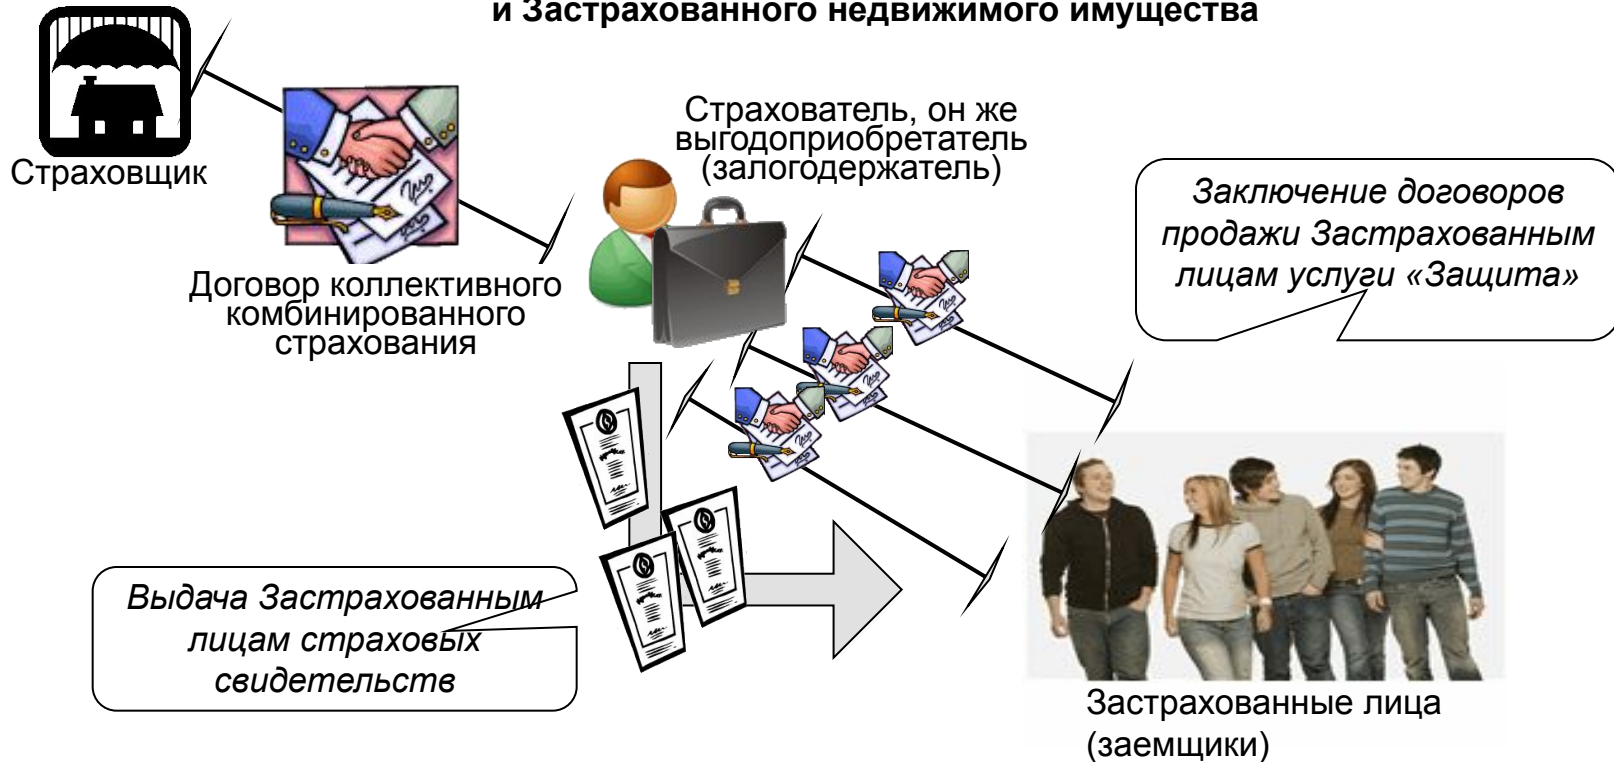 и Застрахованного недвижимого имущества
Страховщик
Договор коллективного
комбинированного
страхования
Страхователь, он же
выгодоприобретатель
(залогодержатель)
Заключение договоров
продажи Застрахованным
лицам услуги «Защита»
Выдача Застрахованным
лицам страховых
свидетельств
Застрахованные лица
(заемщики)